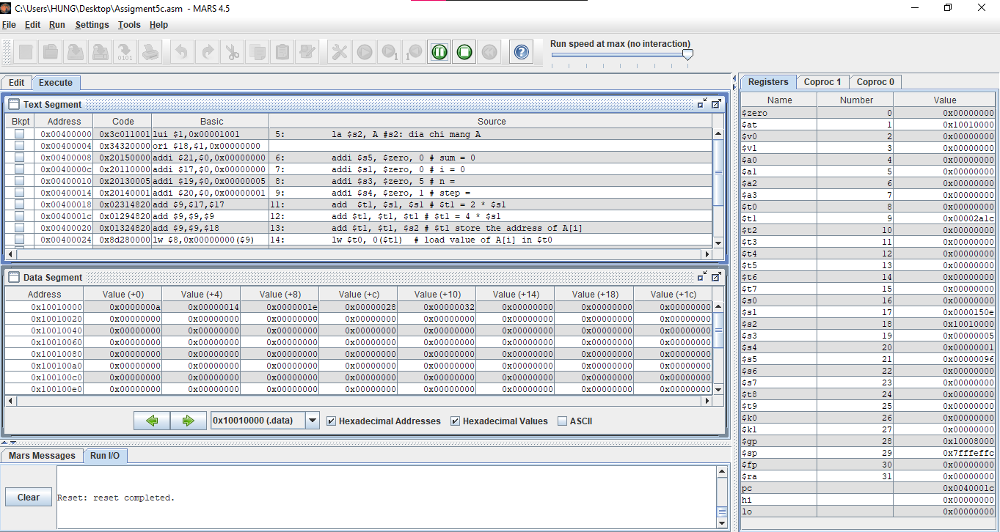 C:\Users\HUNG\Desktop\Assigment5c.asm - MARS 4.5
File Edit Run Settings Tools Help
Run speed at max (no interaction)
Edit Execute
Text Segment
Bkpt Address Code Basic Source
0x00400000 0x3c011001 lui $1,0x00001001 5: la $s2, A #s2: dia chi mang A
0x00400004 0x34320000 ori $18,$1,0x00000000
0x00400008 0x20150000 addi $21,$0,0x00000000 6: addi $s5, $zero, 0 # sum = 0
0x0040000c 0x20110000 addi $17,$0,0x00000000 7: addi $s1, $zero, 0 # i = 0
0x00400010 0x20130005 addi $19,$0,0x00000005 8: addi $s3, $zero, 5 # n =
0x00400014 0x20140001 addi $20,$0,0x00000001 9: addi $s4, $zero, 1 # step =
0x00400018 0x02314820 add $9,$17,$17 11: add $t1, $s1, $s1 # $t1 = 2 * $s1
0x0040001c 0x01294820 add $9,$9,$9 12: add $t1, $t1, $t1 # $t1 = 4 * $s1
0x00400020 0x01324820 add $9,$9,$18 13: add $t1, $t1, $s2 # $t1 store the address of A[i]
0x00400024 0x8d280000 lw $8,0x00000000($9) 14: lw $t0, 0($t1) # load value of A[i] in $t0
Data Segment
Address Value (+0) Value (+4) Value (+8) Value (+c) Value (+10) Value (+14) Value (+18) Value (+1c)
0x10010000 0x0000000a 0x00000014 0x0000001e 0x00000028 0x00000032 0x00000000 0x00000000 0x00000000
0x10010020 0x00000000 0x00000000 0x00000000 0x00000000 0x00000000 0x00000000 0x00000000 0x00000000
0x10010040 0x00000000 0x00000000 0x00000000 0x00000000 0x00000000 0x00000000 0x00000000 0x00000000
0x10010060 0x00000000 0x00000000 0x00000000 0x00000000 0x00000000 0x00000000 0x00000000 0x00000000
0x10010080 0x00000000 0x00000000 0x00000000 0x00000000 0x00000000 0x00000000 0x00000000 0x00000000
0x100100a0 0x00000000 0x00000000 0x00000000 0x00000000 0x00000000 0x00000000 0x00000000 0x00000000
0x100100c0 0x00000000 0x00000000 0x00000000 0x00000000 0x00000000 0x00000000 0x00000000 0x00000000
0x100100e0 0x00000000 0x00000000 0x00000000 0x00000000 0x00000000 0x00000000 0x00000000 0x00000000
0x10010000 (.data) Hexadecimal Addresses Hexadecimal Values ASCII
Mars Messages Run I/O
Clear
Reset: reset completed.
Registers Coproc 1 Coproc 0
Name Number Value
$zero 0 0x00000000
$at 1 0x10010000
$v0 2 0x00000000
$v1 3 0x00000000
$a0 4 0x00000000
$a1 5 0x00000000
$a2 6 0x00000000
$a3 7 0x00000000
$t0 8 0x00000000
$t1 9 0x00002a1c
$t2 10 0x00000000
$t3 11 0x00000000
$t4 12 0x00000000
$t5 13 0x00000000
$t6 14 0x00000000
$t7 15 0x00000000
$s0 16 0x00000000
$s1 17 0x0000150e
$s2 18 0x10010000
$s3 19 0x00000005
$s4 20 0x00000001
$s5 21 0x00000096
$s6 22 0x00000000
$s7 23 0x00000000
$t8 24 0x00000000
$t9 25 0x00000000
$k0 26 0x00000000
$k1 27 0x00000000
$gp 28 0x10008000
$sp 29 0x7fffeffc
$fp 30 0x00000000
$ra 31 0x00000000
pc 0x0040001c
hi 0x00000000
lo 0x00000000